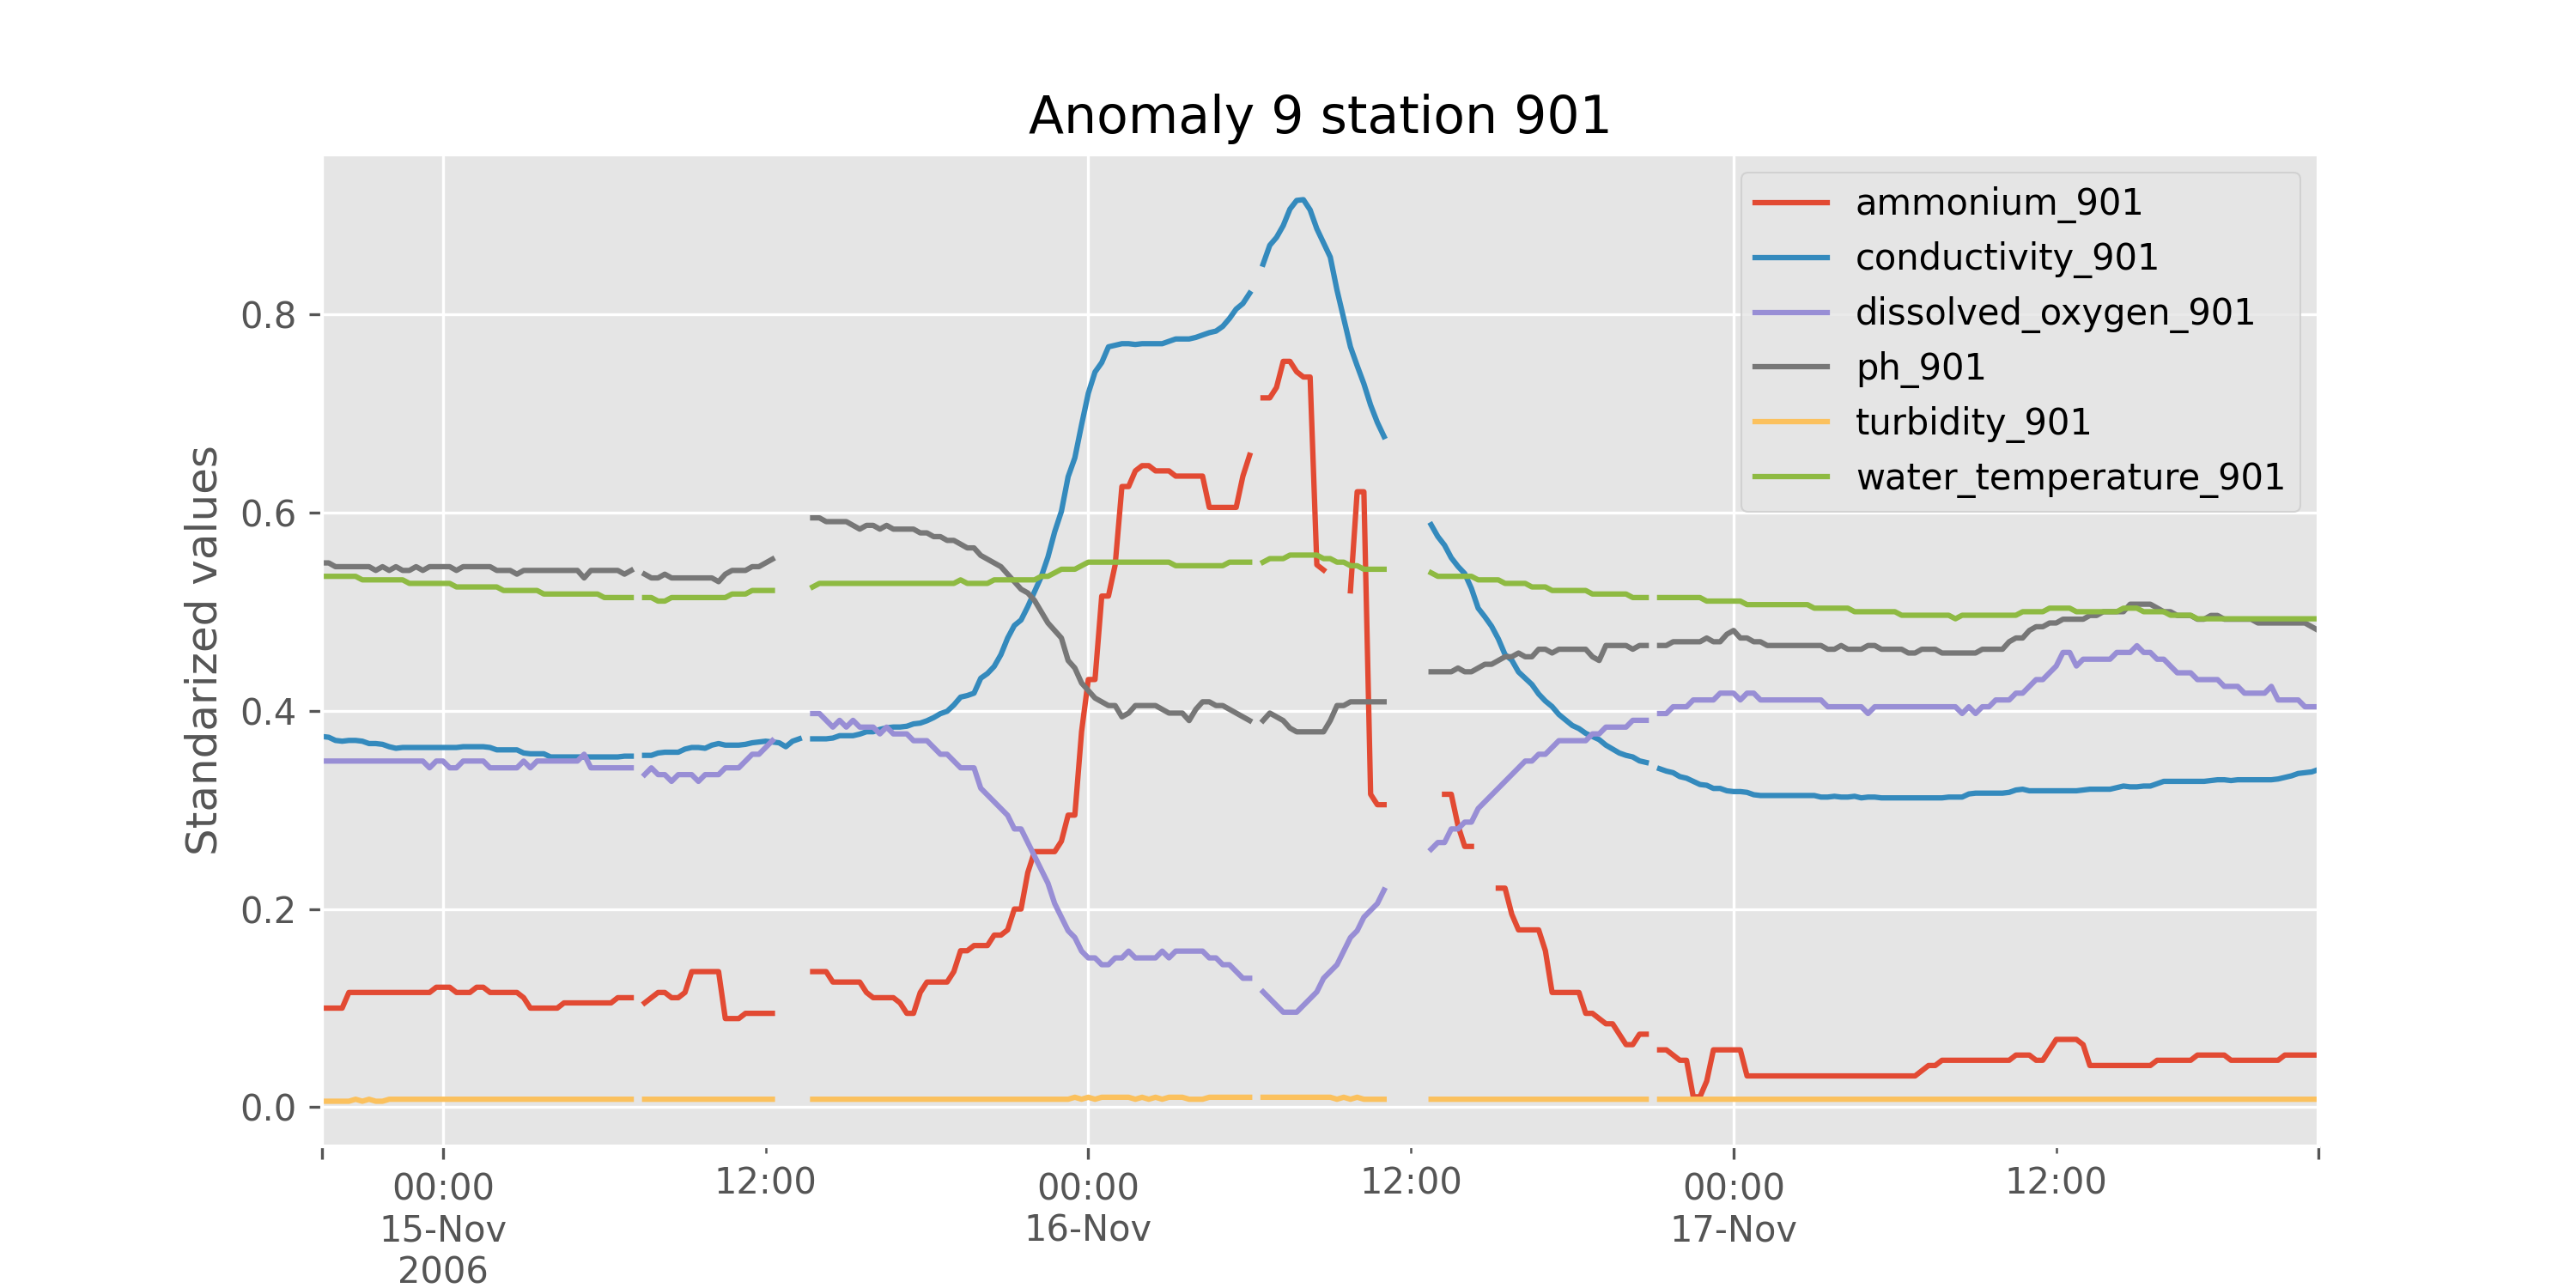 Anomaly 9 station 901
Standarized values
0.8
0.6
0.4
0.2
0.0
ammonium_901
conductivity_901
dissolved_oxygen_901
ph_901
turbidity_901
water_temperature_901
00:00 12:00 00:00 12:00 00:00 12:00
15-Nov 16-Nov 17-Nov
2006